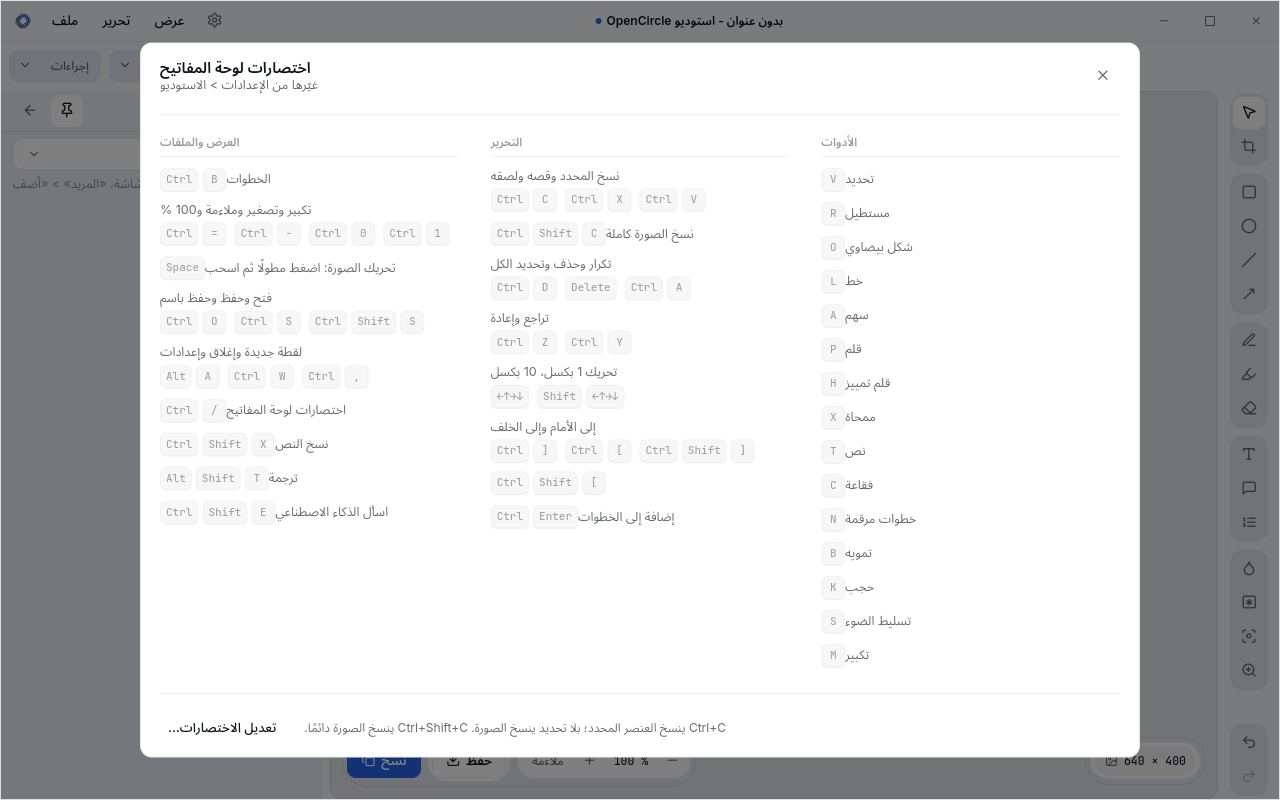 ملف
تحرير
عرض
بدون عنوان - استوديو OpenCircle
إجراءات
اختصارات لوحة المفاتيح
غيّرها من الإعدادات > الاستوديو
الأدوات
تحديد V
مستطيل R
شكل بيضاوي O
خط L
سهم A
قلم P
قلم تمييز H
ممحاة X
نص T
فقاعة C
خطوات مرقمة N
تمويه B
حجب K
تسليط الضوء S
تكبير M
التحرير
نسخ المحدد وقصه ولصقه
Ctrl C Ctrl X Ctrl V
نسخ الصورة كاملة Ctrl Shift C
تكرار وحذف وتحديد الكل
Ctrl D Delete Ctrl A
تراجع وإعادة
Ctrl Z Ctrl Y
تحريك 1 بكسل، 10 بكسل
←↑→↓ Shift ←↑→↓
إلى الأمام وإلى الخلف
Ctrl ] Ctrl [ Ctrl Shift ]
Ctrl Shift [
إضافة إلى الخطوات Ctrl Enter
العرض والملفات
الخطوات Ctrl B
تكبير وتصغير وملاءمة و100 %
Ctrl = Ctrl - Ctrl 0 Ctrl 1
تحريك الصورة: اضغط مطولًا ثم اسحب Space
فتح وحفظ وحفظ باسم
Ctrl O Ctrl S Ctrl Shift S
لقطة جديدة وإغلاق وإعدادات
Alt A Ctrl W Ctrl ,
اختصارات لوحة المفاتيح Ctrl /
نسخ النص Ctrl Shift X
ترجمة Alt Shift T
اسأل الذكاء الاصطناعي Ctrl Shift E
Ctrl+C ينسخ العنصر المحدد؛ بلا تحديد ينسخ الصورة. Ctrl+Shift+C ينسخ الصورة دائمًا.
تعديل الاختصارات...
«المزيد» > «أضف
640 × 400
100 %
ملاءمة
حفظ
نسخ